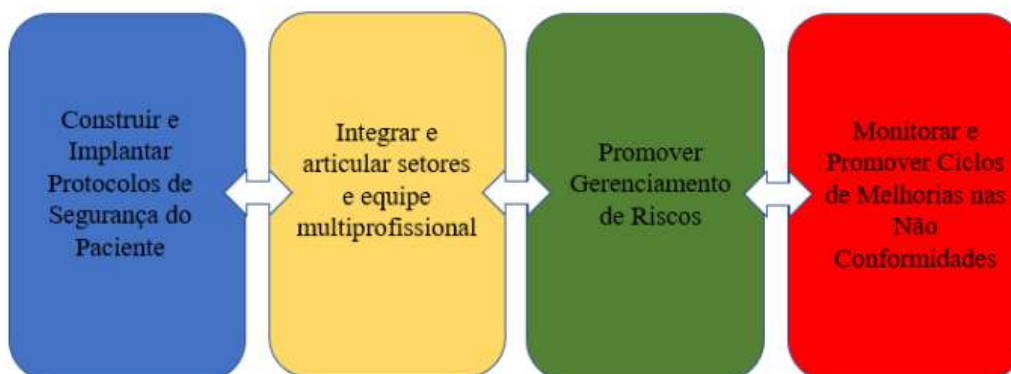 Construir e
Implantar
Protocolos de
Segurança do
Paciente
Integrar e
articular setores
e equipe
multiprofissional
Promover
Gerenciamento
de Riscos
Monitorar e
Promover Ciclos
de Melhorias nas
Não
Conformidades